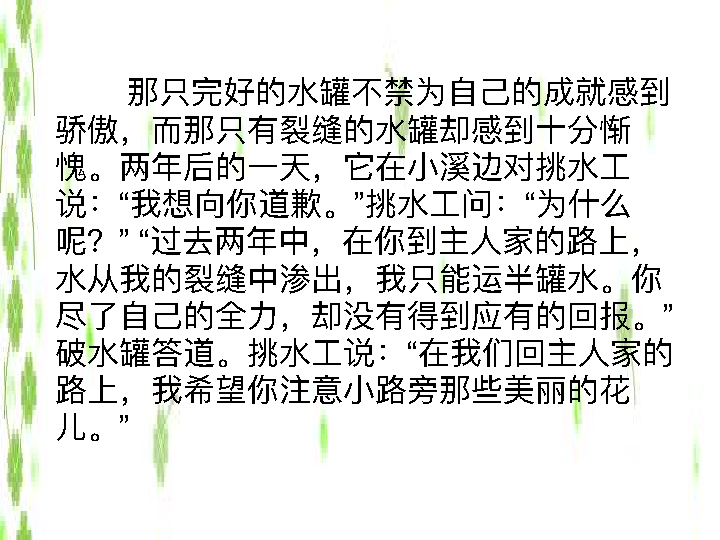 那只完好的水罐不禁为自己的成就感到
骄傲，而那只有裂缝的水罐却感到十分惭
愧。两年后的一天，它在小溪边对挑水工
说：“我想向你道歉。”挑水工问：“为什么
呢？” “过去两年中，在你到主人家的路上，
水从我的裂缝中渗出，我只能运半罐水。你
尽了自己的全力，却没有得到应有的回报。”
破水罐答道。挑水工说：“在我们回主人家的
路上，我希望你注意小路旁那些美丽的花
儿。”